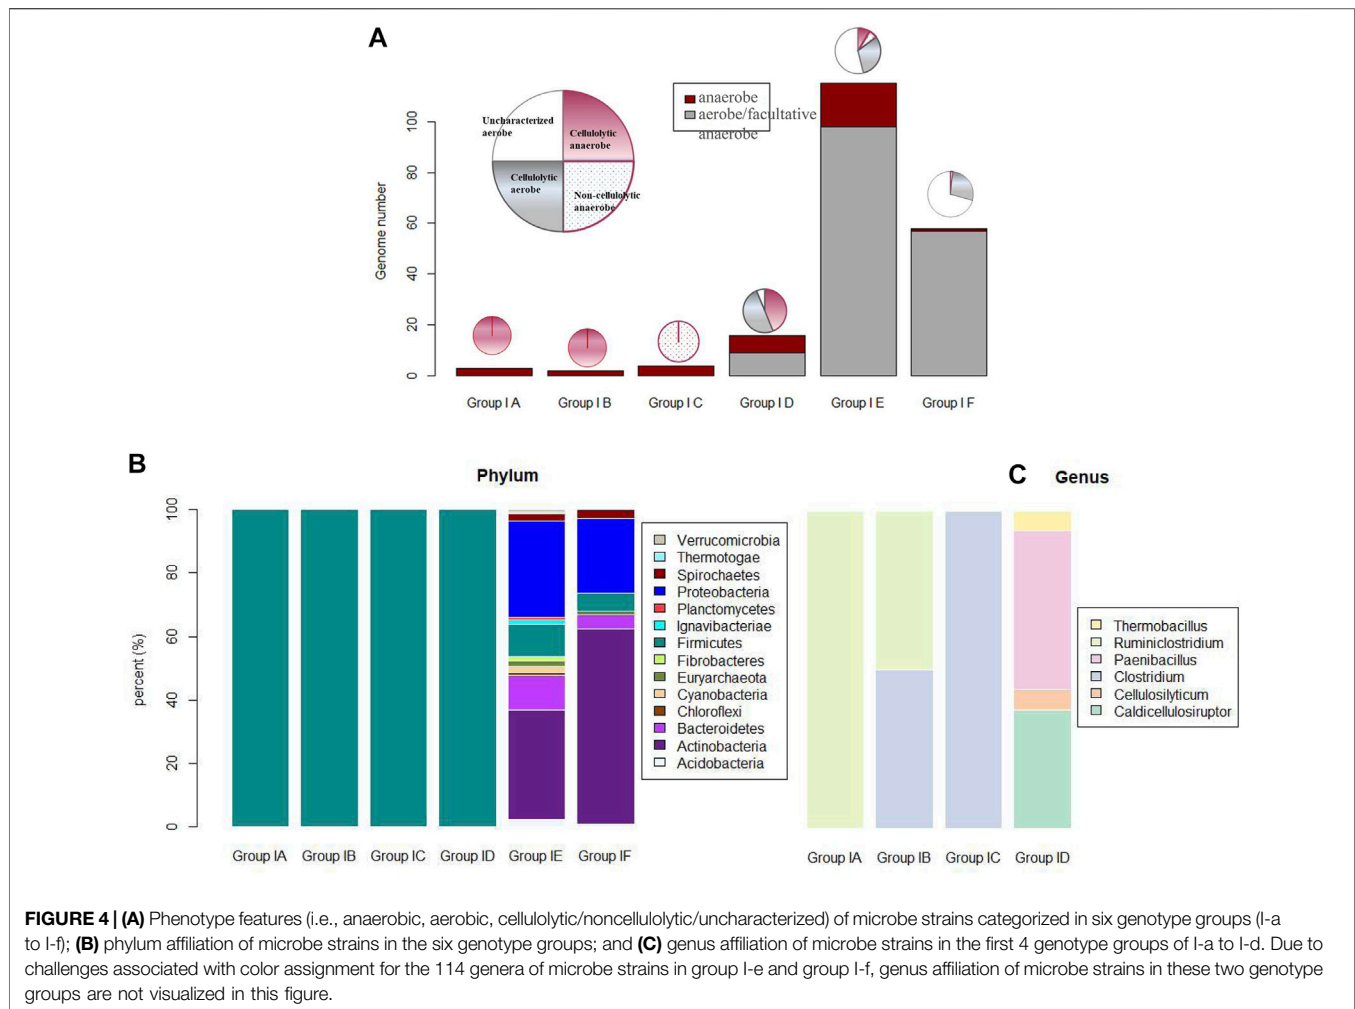 A
anaerobe
aerobe/facultative
anaerobe
Uncharacterized
aerobe
Cellulolytic
anaerobe
Cellulolytic
aerobe
Non-cellulolytic
anaerobe
Genome number
0
20
40
60
80
100
Group I A
Group I B
Group I C
Group I D
Group I E
Group I F
B
Phylum
percent (%)
0
20
40
60
80
100
Group IA
Group IB
Group IC
Group ID
Group IE
Group IF
Verrucomicrobia
Thermotogae
Spirochaetes
Proteobacteria
Planctomycetes
Ignavibacteriae
Firmicutes
Fibrobacteres
Euryarchaeota
Cyanobacteria
Chloroflexi
Bacteroidetes
Actinobacteria
Acidobacteria
C
Genus
Group IA
Group IB
Group IC
Group ID
Thermobacillus
Ruminiclostridium
Paenibacillus
Clostridium
Cellulosilyticum
Caldicellulosiruptor
FIGURE 4 | (A) Phenotype features (i.e., anaerobic, aerobic, cellulolytic/noncellulolytic/uncharacterized) of microbe strains categorized in six genotype groups (I-a
to I-f); (B) phylum affiliation of microbe strains in the six genotype groups; and (C) genus affiliation of microbe strains in the first 4 genotype groups of I-a to I-d. Due to
challenges associated with color assignment for the 114 genera of microbe strains in group I-e and group I-f, genus affiliation of microbe strains in these two genotype
groups are not visualized in this figure.